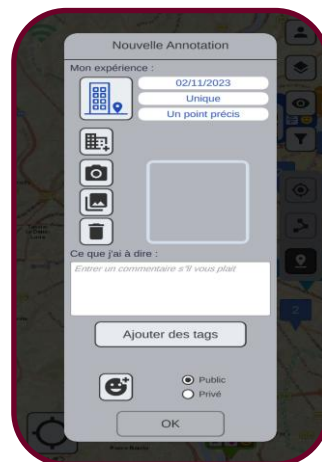 Nouvelle Annotation
Mon expérience :
02/11/2023
Unique
Un point précis
Ce que j'ai à dire :
Entrer un commentaire s'il vous plait
Ajouter des tags
Public
Privé
OK
2